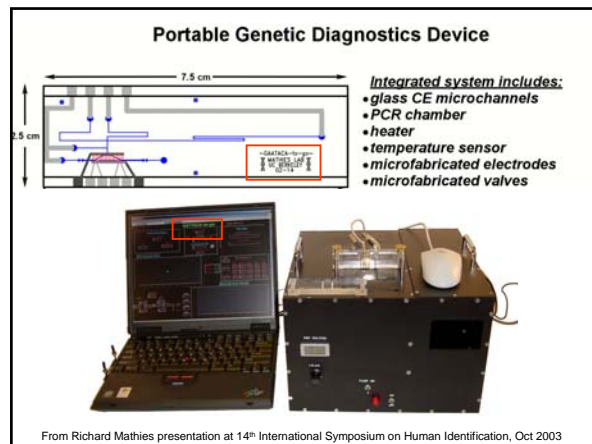 Portable Genetic Diagnostics Device
7.5 cm
2.5 cm
Integrated system includes:
•glass CE microchannels
•PCR chamber
•heater
•temperature sensor
•microfabricated electrodes
•microfabricated valves
MATHIES LAB
UC BERKELEY
02-14
From Richard Mathies presentation at 14th International Symposium on Human Identification, Oct 2003